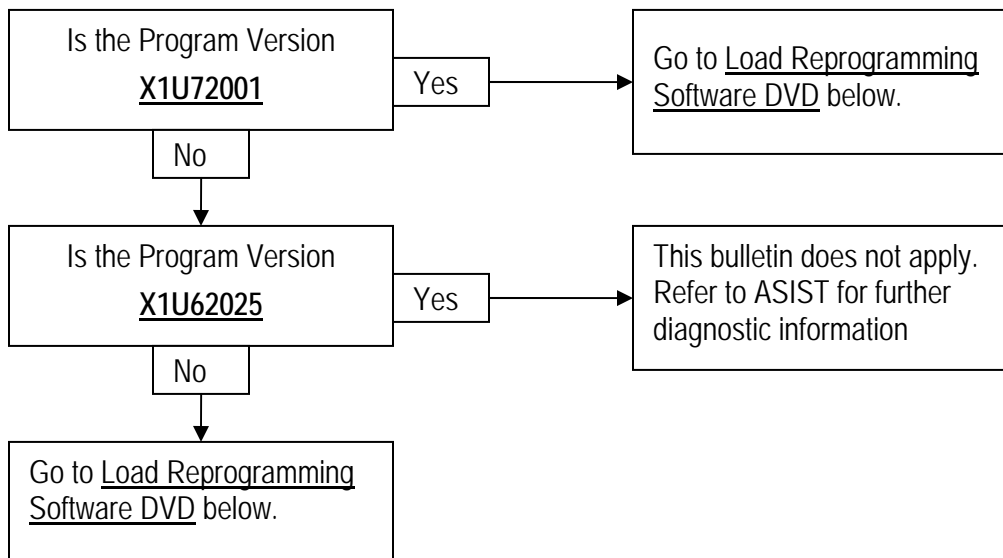 Is the Program Version
X1U72001
Yes
Go to Load Reprogramming
Software DVD below.
No
Is the Program Version
X1U62025
Yes
This bulletin does not apply.
Refer to ASIST for further
diagnostic information
No
Go to Load Reprogramming
Software DVD below.